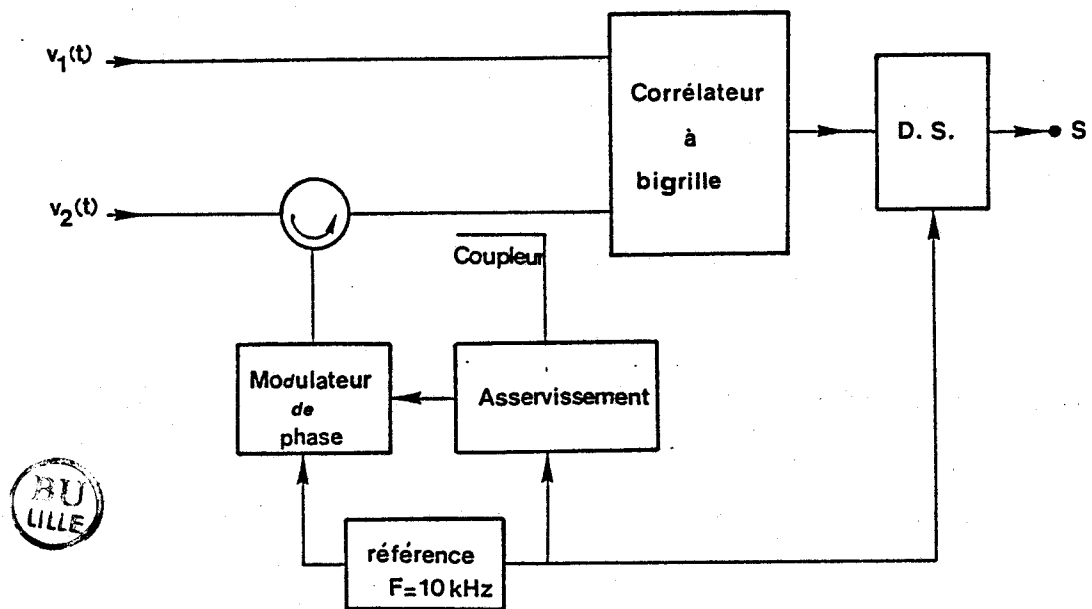 v₁(t)
Corrélateur
à
bigrille
D. S.
S
v₂(t)
Coupleur
Modulateur
de
phase
Asservissement
BU
LILLE
référence
F=10 kHz